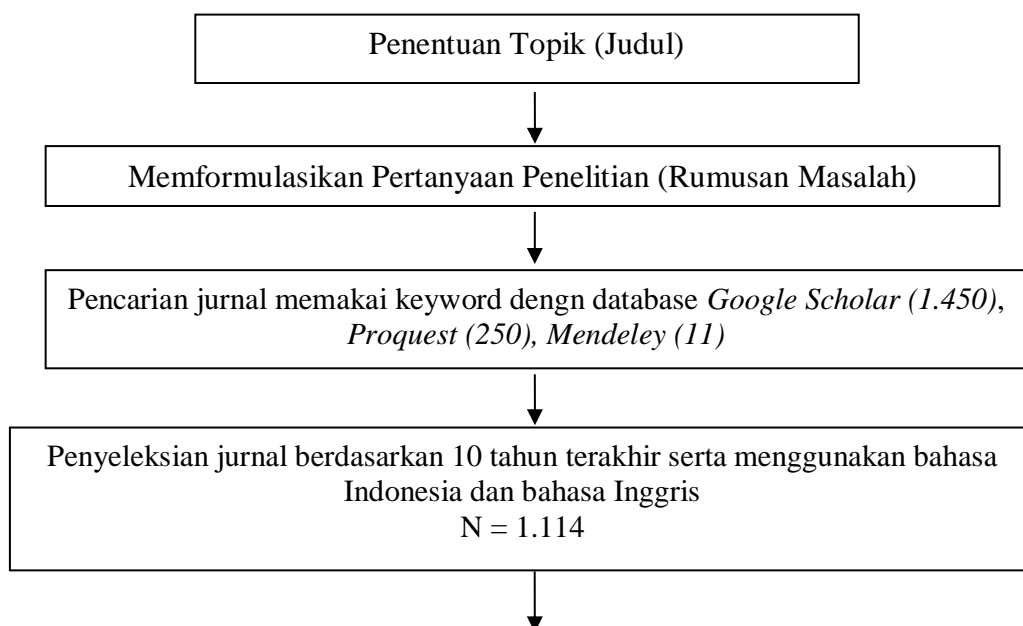 Penentuan Topik (Judul)
Memformulasikan Pertanyaan Penelitian (Rumusan Masalah)
Pencarian jurnal memakai keyword dengn database Google Scholar (1.450),
Proquest (250), Mendeley (11)
Penyeleksian jurnal berdasarkan 10 tahun terakhir serta menggunakan bahasa
Indonesia dan bahasa Inggris
N = 1.114